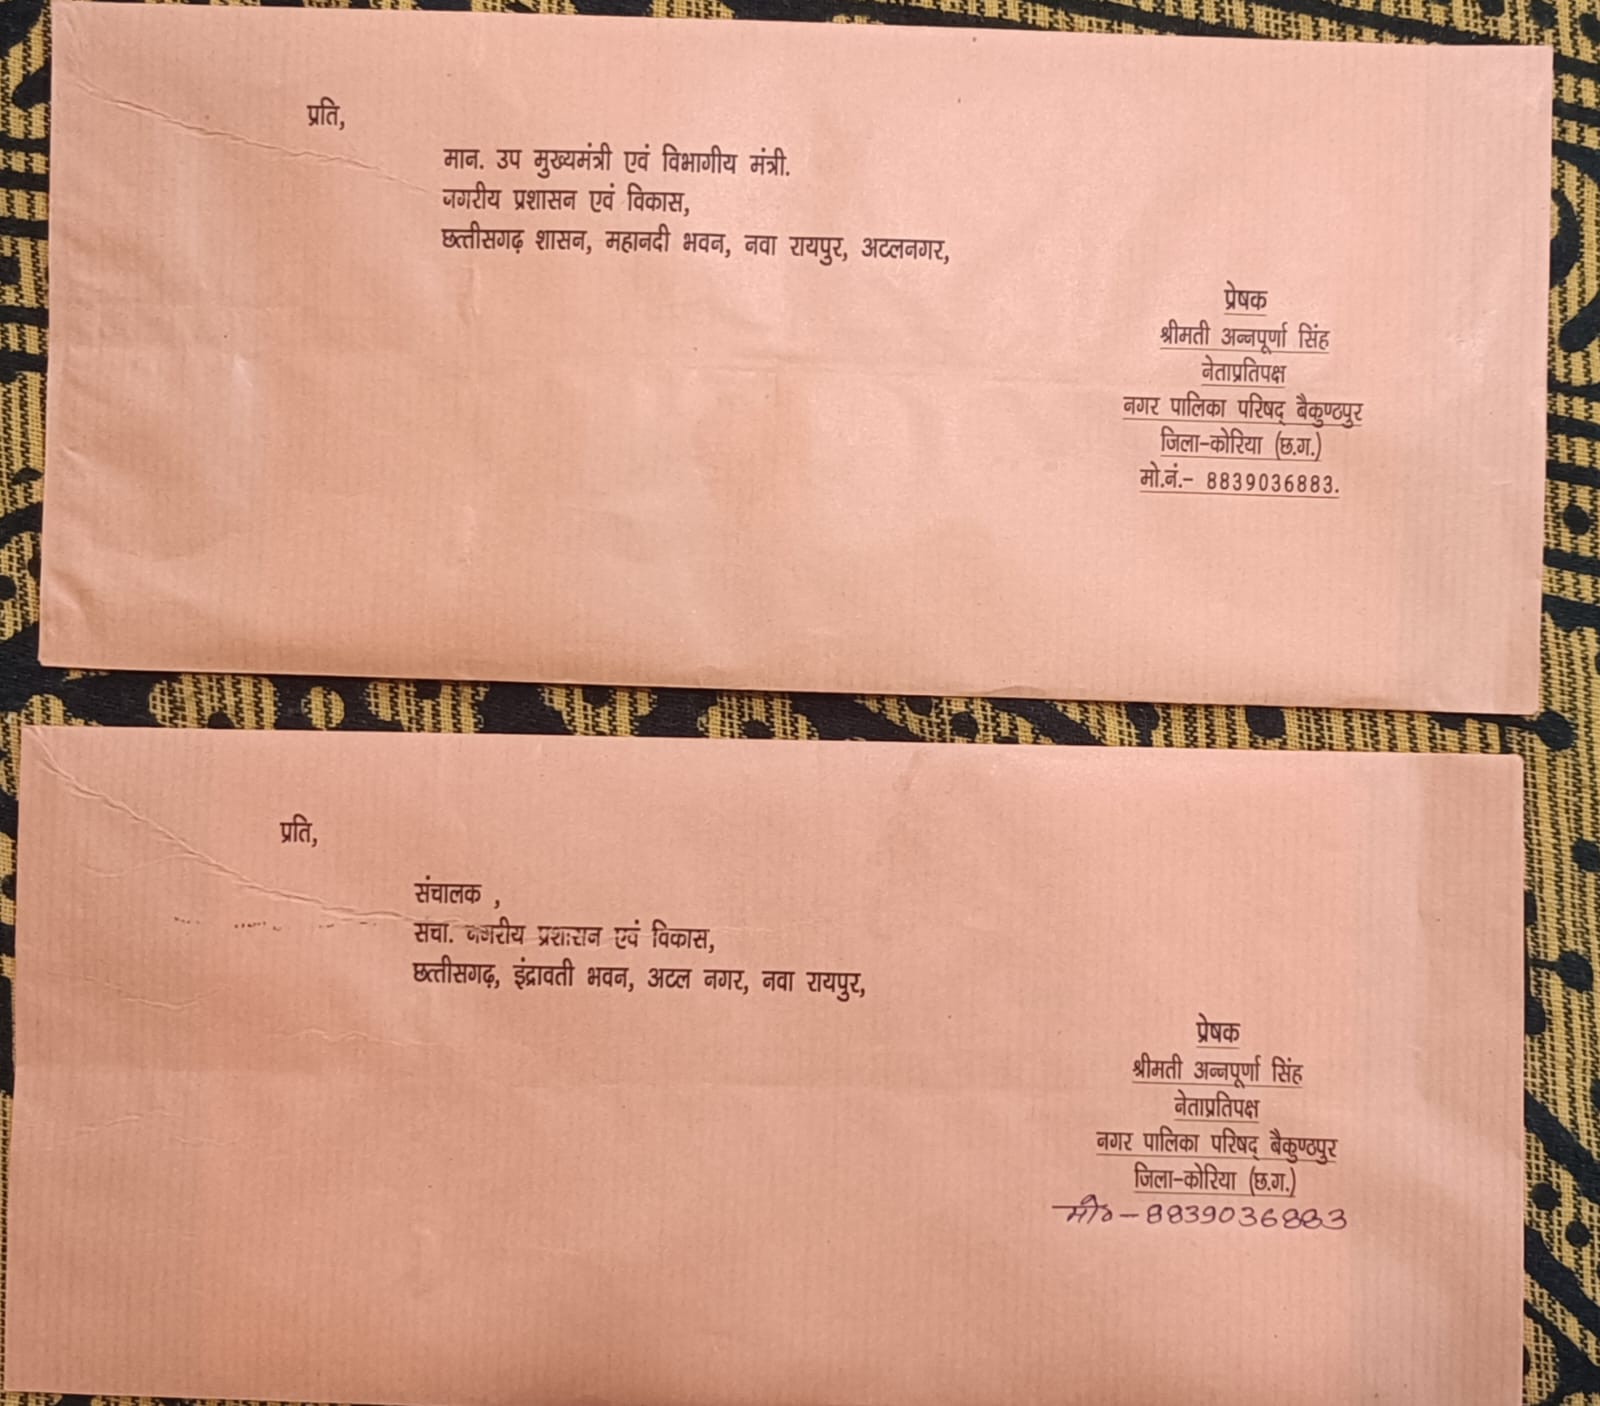 प्रति,
मान. उप मुख्यमंत्री एवं विभागीय मंत्री.
नगरीय प्रशासन एवं विकास,
छत्तीसगढ़ शासन, महानदी भवन, नवा रायपुर, अटलनगर,
प्रेषक
श्रीमती अन्नपूर्णा सिंह
नेताप्रतिपक्ष
नगर पालिका परिषद् बैकुण्ठपुर
जिला-कोरिया (छ.ग.)
मो.नं.- 8839036883.
प्रति,
संचालक ,
संचा. नगरीय प्रशासन एवं विकास,
छत्तीसगढ़, इंद्रावती भवन, अटल नगर, नवा रायपुर,
प्रेषक
श्रीमती अन्नपूर्णा सिंह
नेताप्रतिपक्ष
नगर पालिका परिषद् बैकुण्ठपुर
जिला-कोरिया (छ.ग.)
मो० - 8839036883